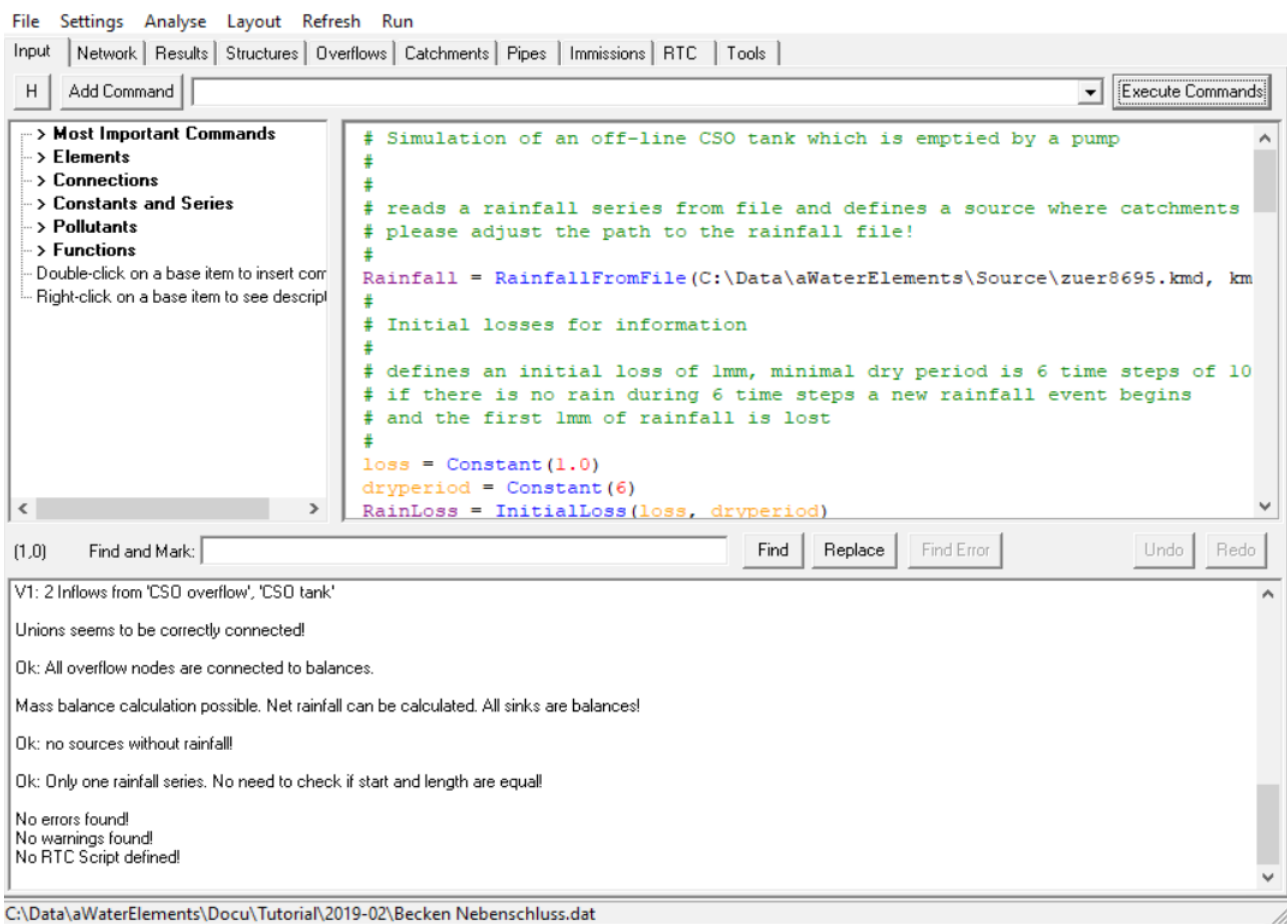 File Settings Analyse Layout Refresh Run
Input Network Results Structures Overflows Catchments Pipes Immissions RTC Tools
H Add Command Execute Commands
> Most Important Commands
> Elements
> Connections
> Constants and Series
> Pollutants
> Functions
Double-click on a base item to insert com
Right-click on a base item to see descript
# Simulation of an off-line CSO tank which is emptied by a pump
#
#
# reads a rainfall series from file and defines a source where catchments
# please adjust the path to the rainfall file!
#
Rainfall = RainfallFromFile(C:\Data\aWaterElements\Source\zuer8695.kmd, km
#
# Initial losses for information
#
# defines an initial loss of 1mm, minimal dry period is 6 time steps of 10
# if there is no rain during 6 time steps a new rainfall event begins
# and the first 1mm of rainfall is lost
#
loss = Constant(1.0)
dryperiod = Constant(6)
RainLoss = InitialLoss(loss, dryperiod)
(1,0) Find and Mark: Find Replace Find Error Undo Redo
V1: 2 Inflows from 'CSO overflow', 'CSO tank'
Unions seems to be correctly connected!
Ok: All overflow nodes are connected to balances.
Mass balance calculation possible. Net rainfall can be calculated. All sinks are balances!
Ok: no sources without rainfall!
Ok: Only one rainfall series. No need to check if start and length are equal!
No errors found!
No warnings found!
No RTC Script defined!
C:\Data\aWaterElements\Docu\Tutorial\2019-02\Becken Nebenschluss.dat